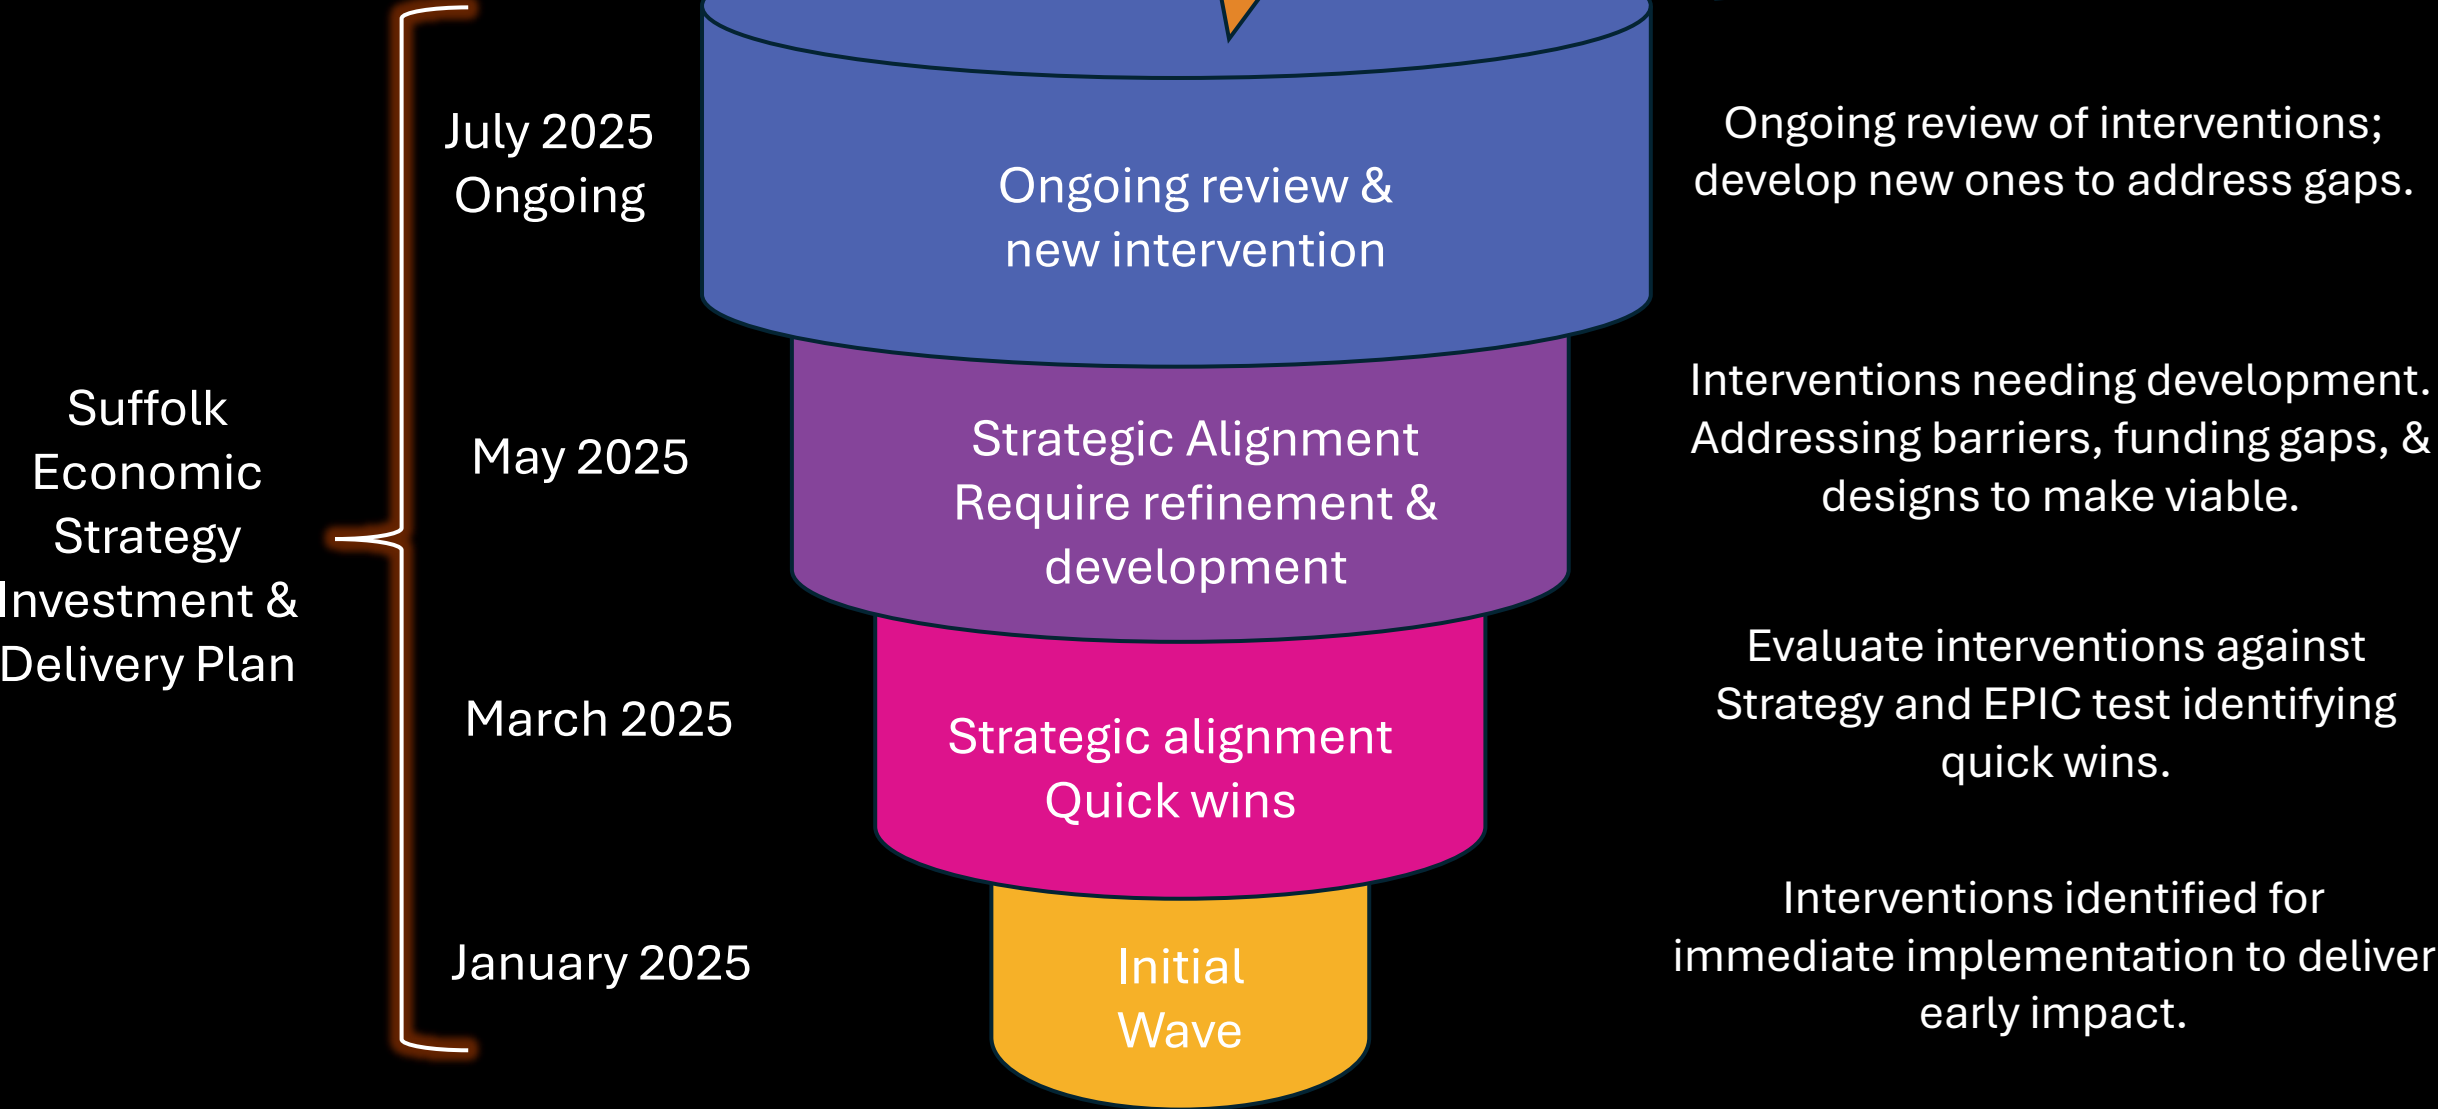 July 2025
Ongoing
Ongoing review &
new intervention
Ongoing review of interventions;
develop new ones to address gaps.
Suffolk
Economic
Strategy
Investment &
Delivery Plan
May 2025
Strategic Alignment
Require refinement &
development
Interventions needing development.
Addressing barriers, funding gaps, &
designs to make viable.
March 2025
Strategic alignment
Quick wins
Evaluate interventions against
Strategy and EPIC test identifying
quick wins.
January 2025
Initial
Wave
Interventions identified for
immediate implementation to deliver
early impact.